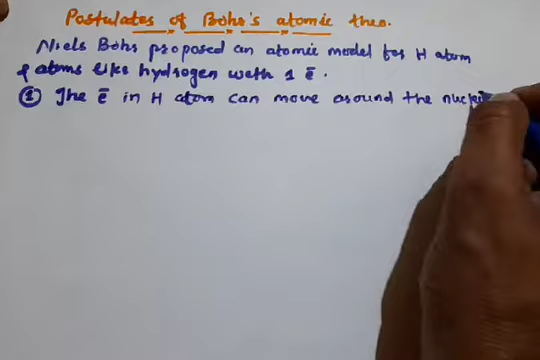 Postulates of Bohr's atomic theo.
Niels Bohr proposed an atomic model for H atom
& atoms like hydrogen with 1 ē.
① The ē in H atom can move around the nuclei